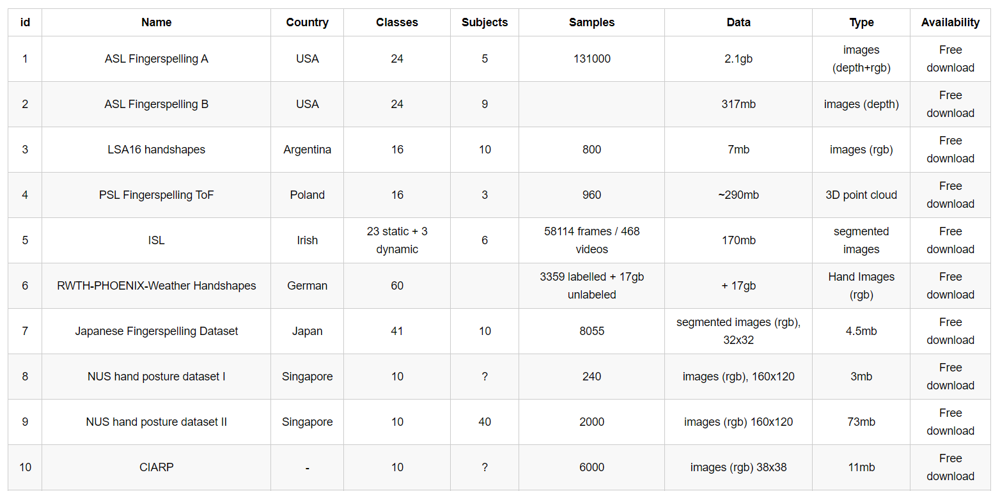 id Name Country Classes Subjects Samples Data Type Availability
1 ASL Fingerspelling A USA 24 5 131000 2.1gb images (depth+rgb) Free download
2 ASL Fingerspelling B USA 24 9 317mb images (depth) Free download
3 LSA16 handshapes Argentina 16 10 800 7mb images (rgb) Free download
4 PSL Fingerspelling ToF Poland 16 3 960 ~290mb 3D point cloud Free download
5 ISL Irish 23 static + 3 dynamic 6 58114 frames / 468 videos 170mb segmented images Free download
6 RWTH-PHOENIX-Weather Handshapes German 60 3359 labelled + 17gb unlabeled + 17gb Hand Images (rgb) Free download
7 Japanese Fingerspelling Dataset Japan 41 10 8055 segmented images (rgb), 32x32 4.5mb Free download
8 NUS hand posture dataset I Singapore 10 ? 240 images (rgb), 160x120 3mb Free download
9 NUS hand posture dataset II Singapore 10 40 2000 images (rgb) 160x120 73mb Free download
10 CIARP - 10 ? 6000 images (rgb) 38x38 11mb Free download